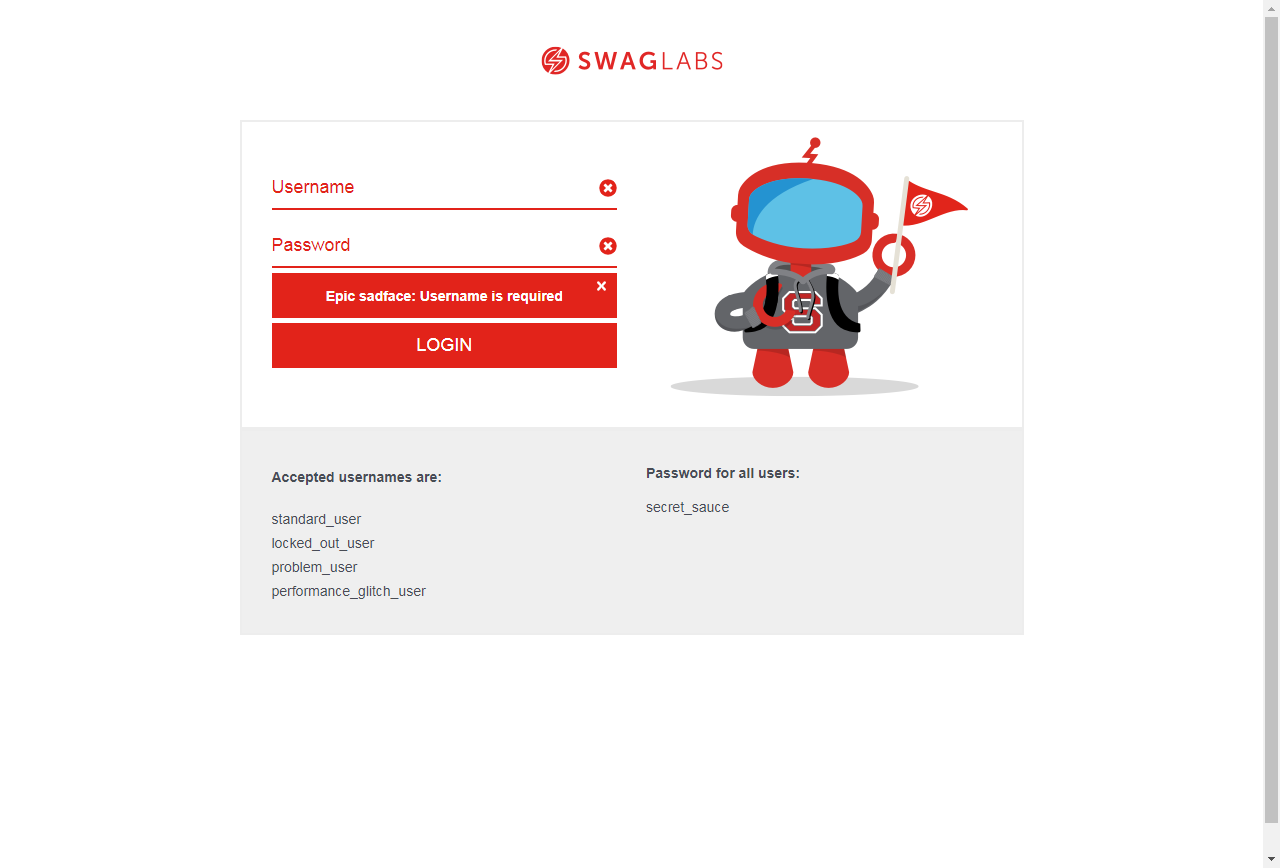 SWAGLABS
Username
Password
Epic sadface: Username is required
LOGIN
S
Accepted usernames are:
standard_user
locked_out_user
problem_user
performance_glitch_user
Password for all users:
secret_sauce